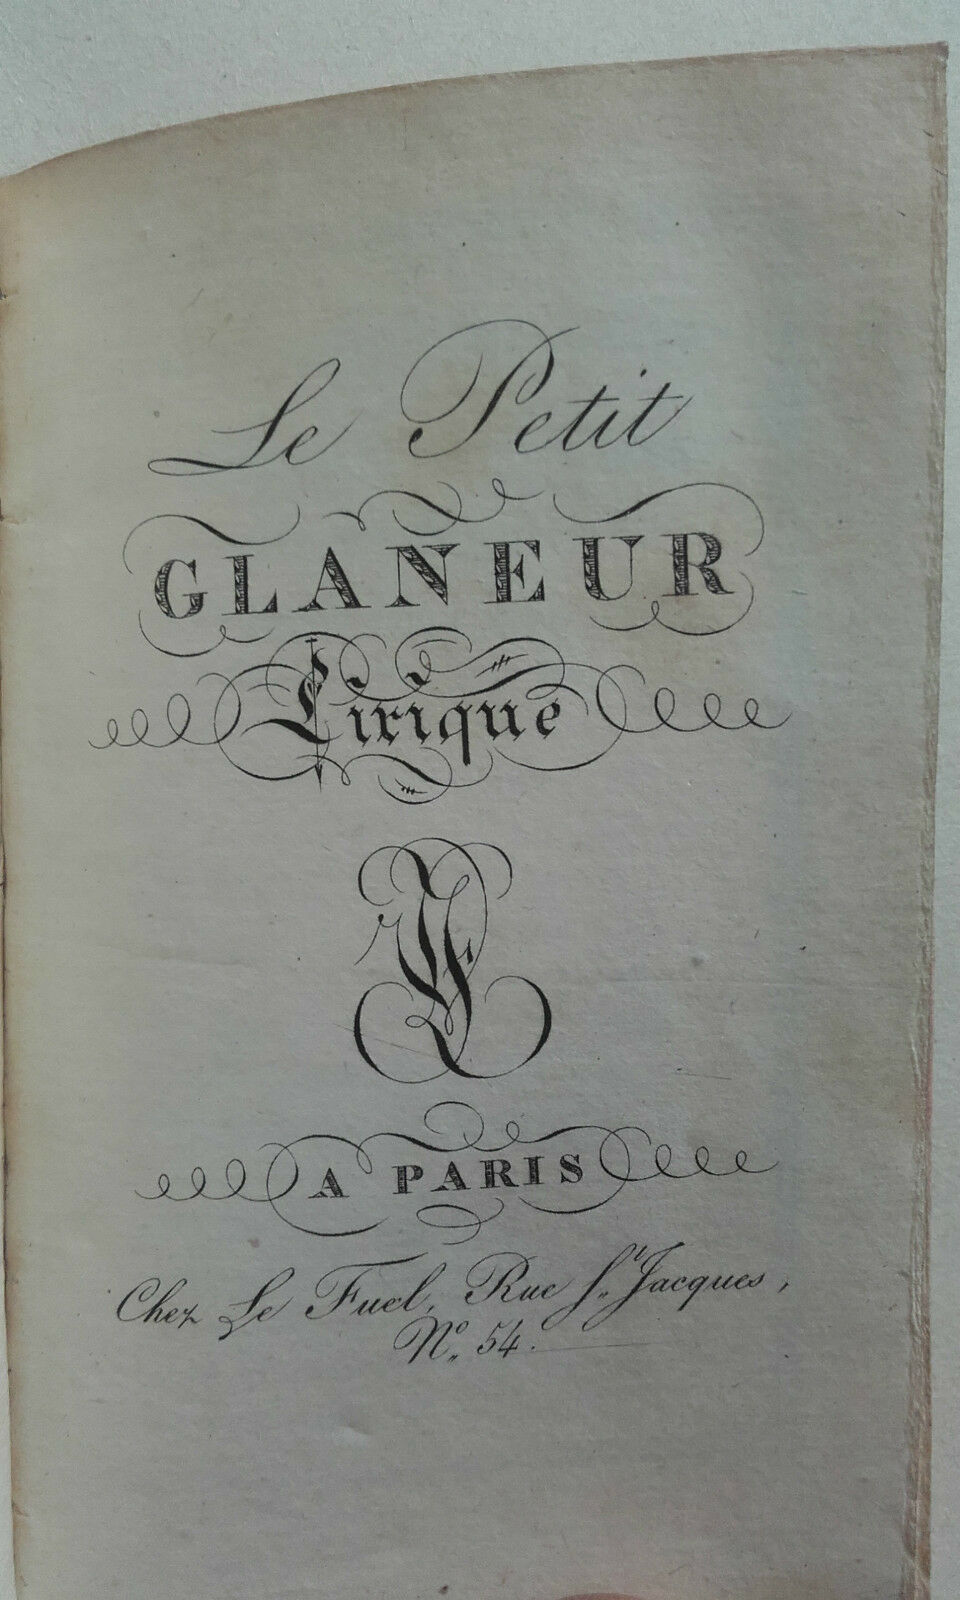 Le Petit
GLANEUR
Lirique
A PARIS
Chez Le Fuel, Rue St. Jacques,
No. 54.